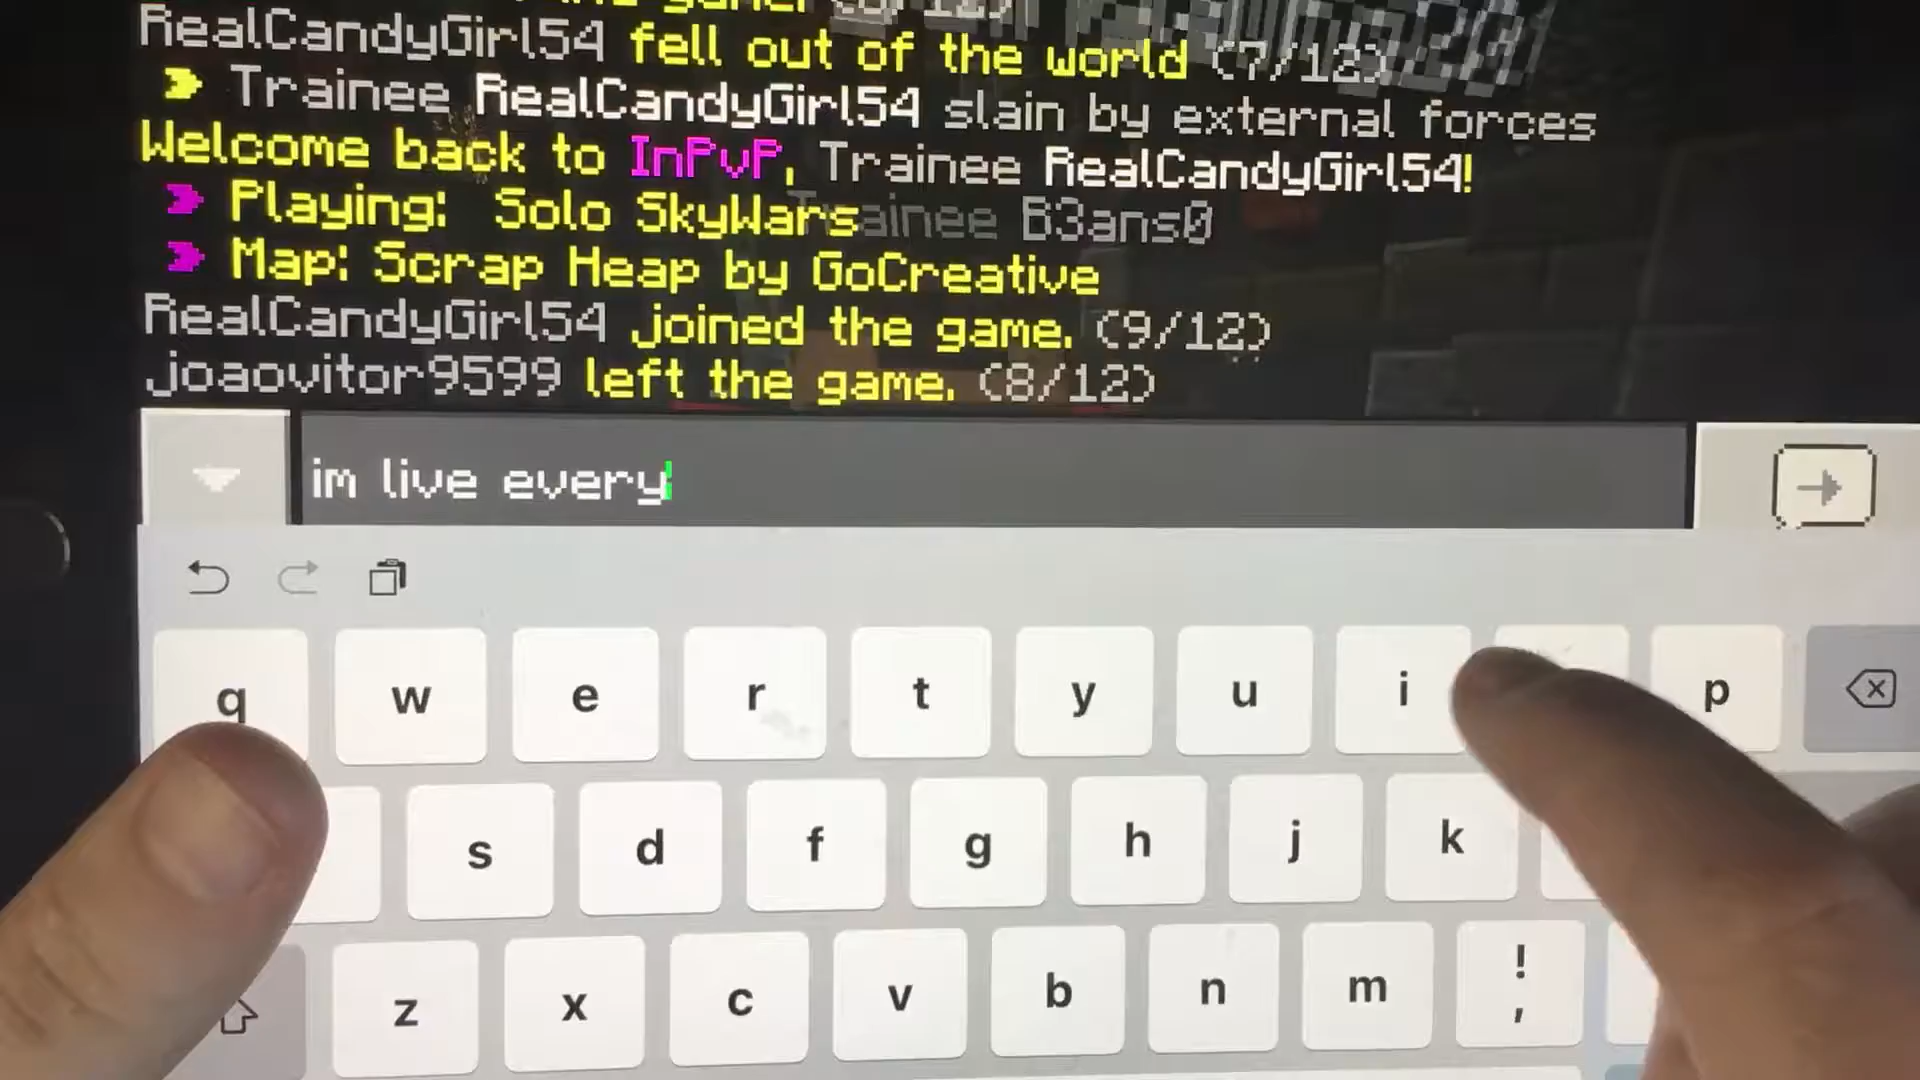 RealCandyGirl54 fell out of the world (7/12)
Trainee RealCandyGirl54 slain by external forces
Welcome back to InPvP, Trainee RealCandyGirl54!
Playing: Solo SkyWars
Trainee B3ans0
Map: Scrap Heap by GoCreative
RealCandyGirl54 joined the game. (9/12)
joaovitor9599 left the game. (8/12)
im live every
q w e r t y u i p
s d f g h j k
z x c v b n m ! ,